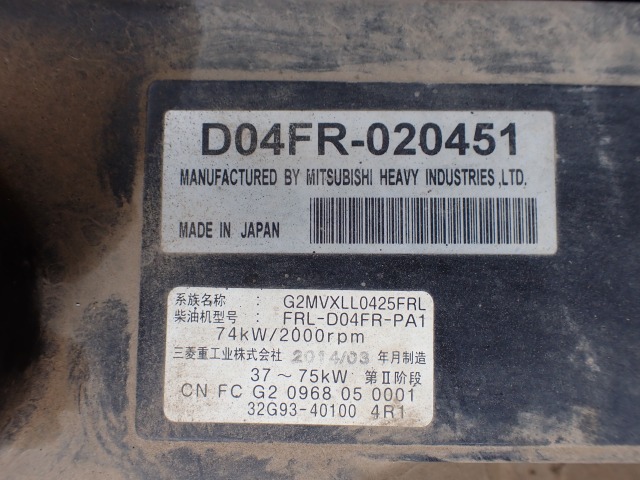 D04FR-020451
MANUFACTURED BY MITSUBISHI HEAVY INDUSTRIES,LTD.
MADE IN JAPAN
系族名称 : G2MVXLL0425FRL
柴油机型号 : FRL-D04FR-PA1
74kW/2000rpm
三菱重工业株式会社 2014/03 年月制造
37～75kW 第Ⅱ阶段
CN FC G2 0968 05 0001
32G93-40100 4R1